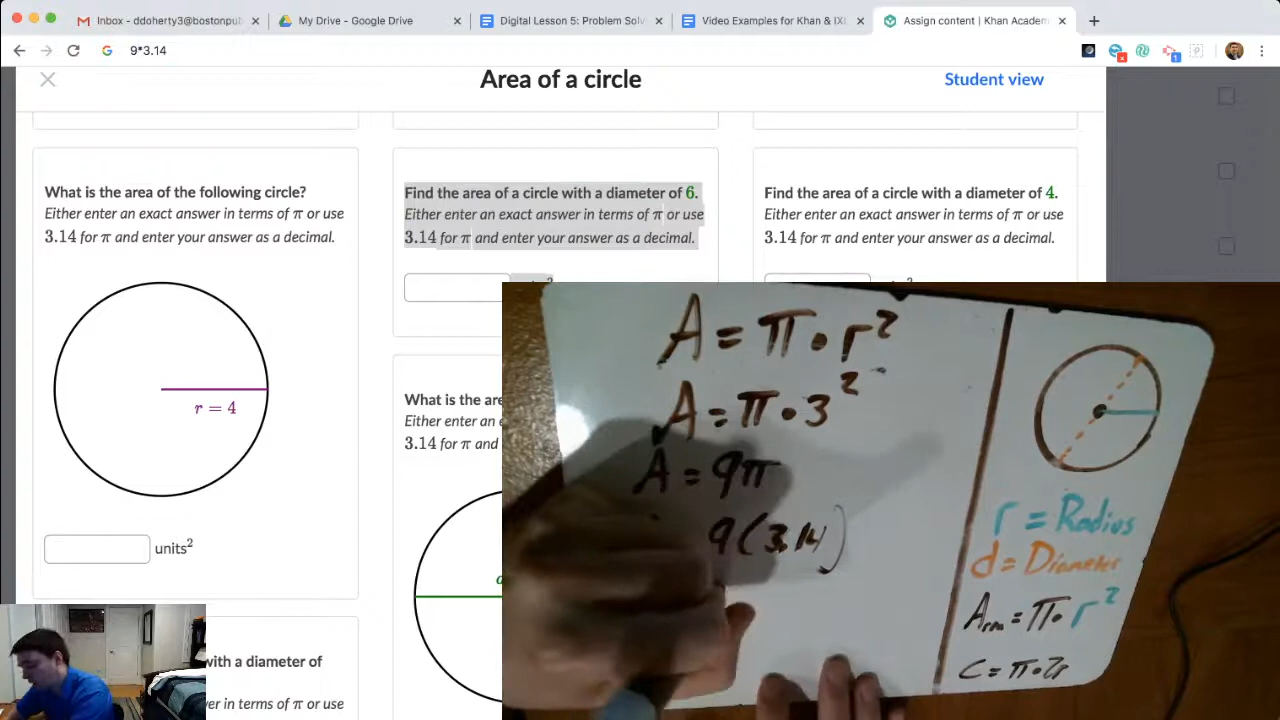 Inbox - ddoherty3@bostonpu
My Drive - Google Drive
Digital Lesson 5: Problem Solv
Video Examples for Khan & IXL
Assign content | Khan Academ
9*3.14
Area of a circle
Student view
What is the area of the following circle?
Either enter an exact answer in terms of π or use
3.14 for π and enter your answer as a decimal.
r = 4
units²
Find the area of a circle with a diameter of 6.
Either enter an exact answer in terms of π or use
3.14 for π and enter your answer as a decimal.
Find the area of a circle with a diameter of 4.
Either enter an exact answer in terms of π or use
3.14 for π and enter your answer as a decimal.
What is the are
Either enter an e
3.14 for π and
with a diameter of
er in terms of π or use
A = π · r²
A = π · 3²
A = 9π
9(3.14)
r = Radius
d = Diameter
π · r²
C = π · 2r